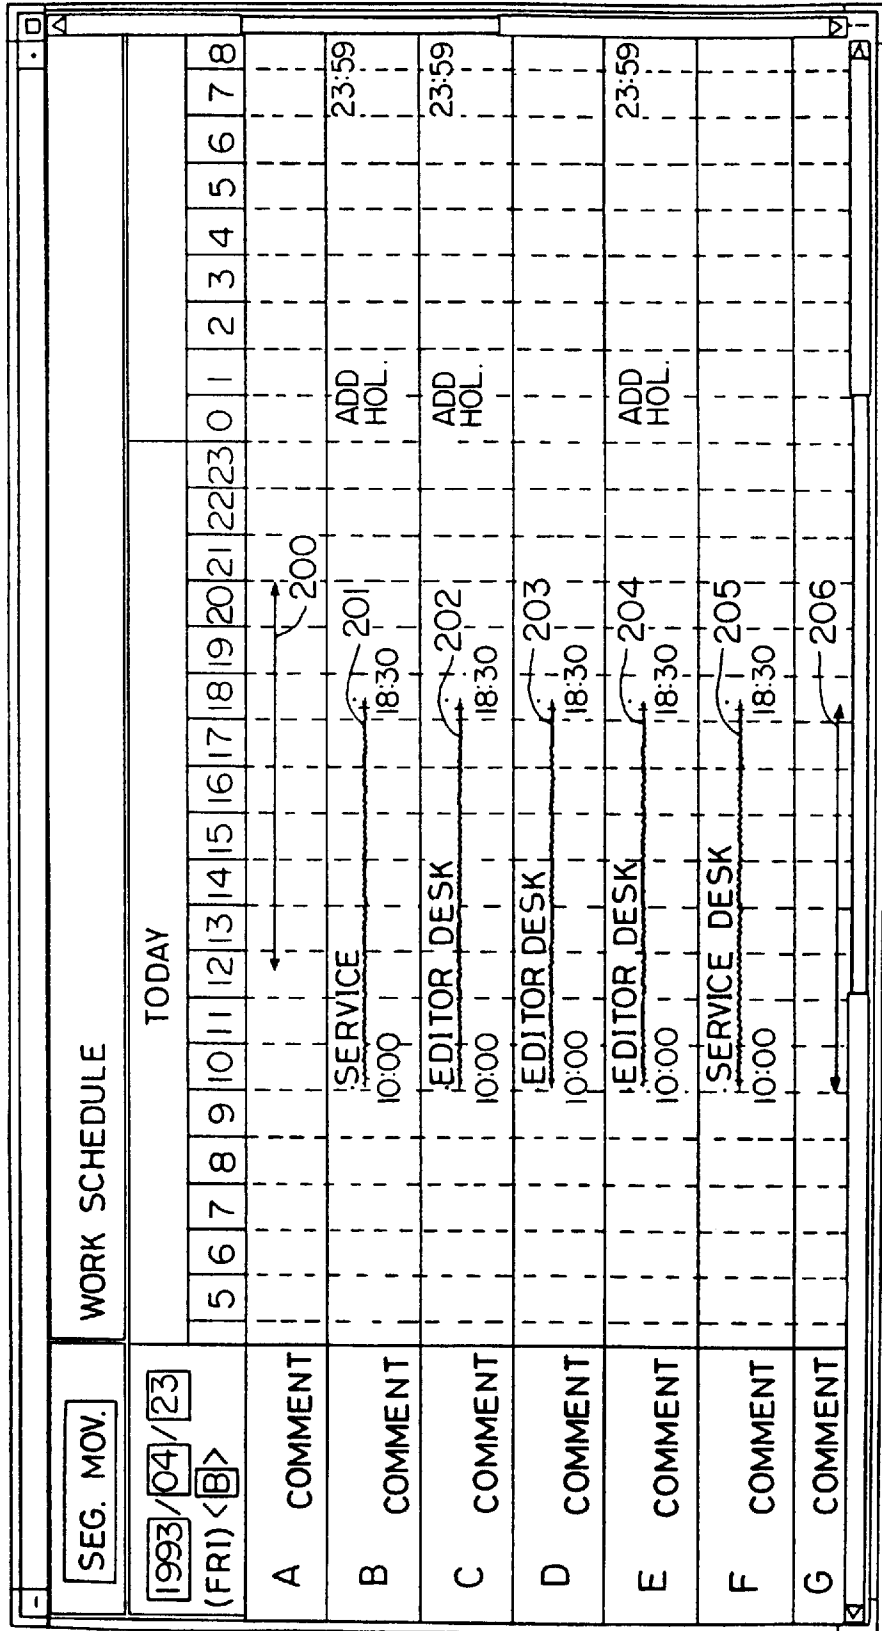 SEG. MOV. WORK SCHEDULE
1993/04/23 TODAY
(FRI) <B>
5 6 7 8 9 10 11 12 13 14 15 16 17 18 19 20 21 22 23 0 1 2 3 4 5 6 7 8
A COMMENT 200
B COMMENT SERVICE 201 ADD HOL. 23:59
10:00 18:30
C COMMENT EDITOR DESK 202 ADD HOL. 23:59
10:00 18:30
D COMMENT EDITOR DESK 203
10:00 18:30
E COMMENT EDITOR DESK 204 ADD HOL. 23:59
10:00 18:30
F COMMENT SERVICE DESK 205
10:00 18:30
G COMMENT 206